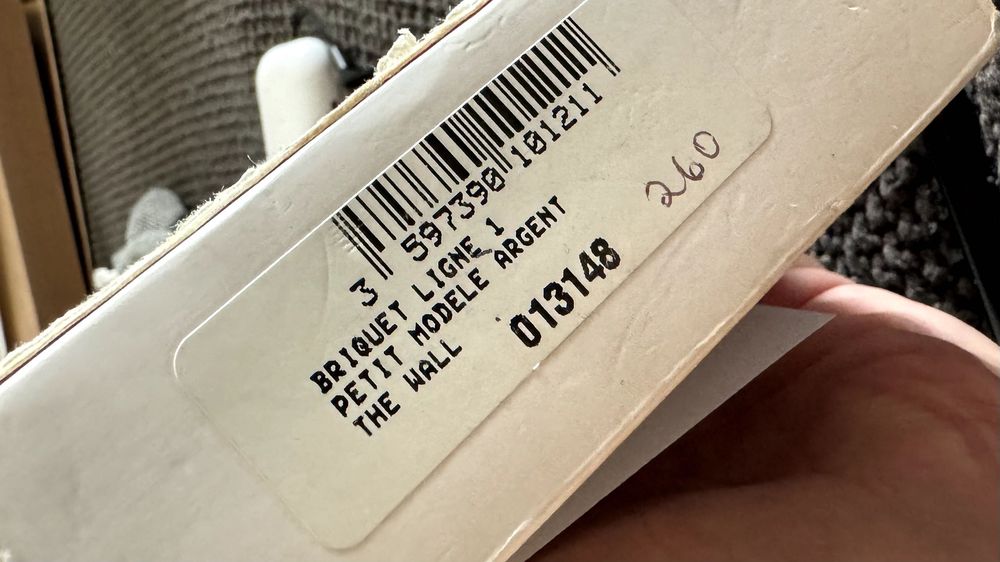 3 597390 101211
BRIQUET LIGNE 1
PETIT MODELE ARGENT
THE WALL
013148
260